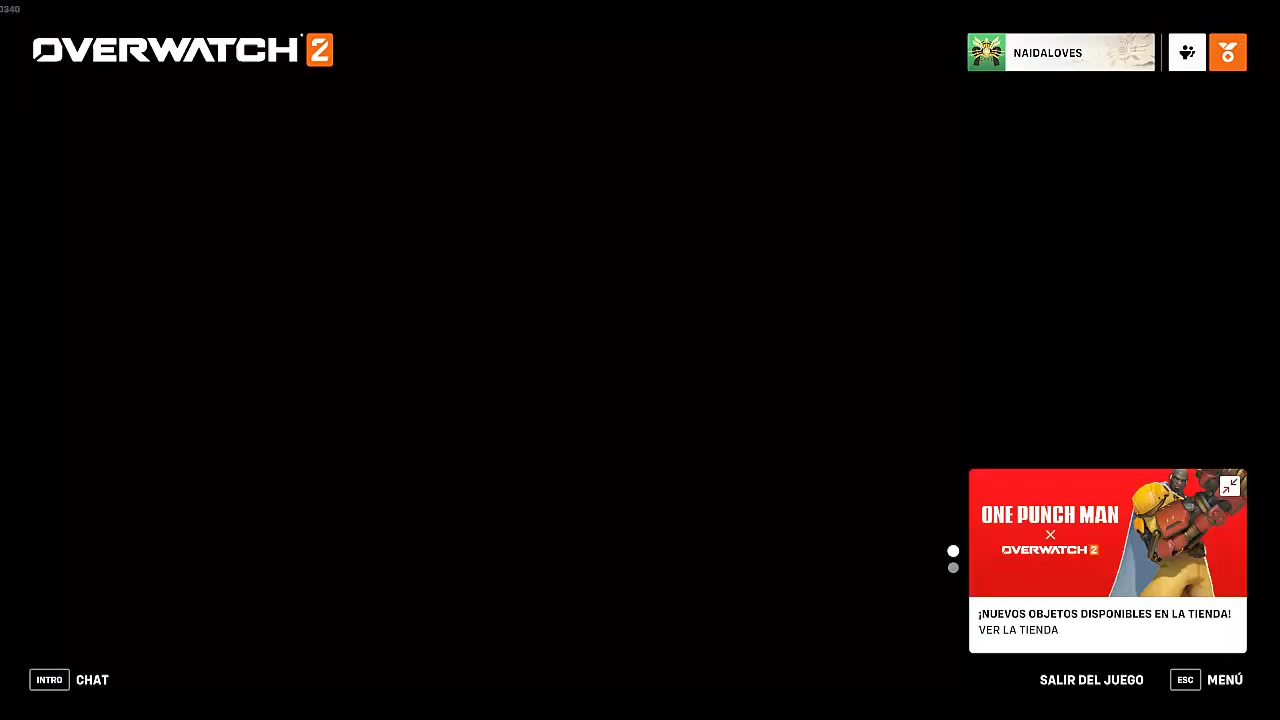 0340
OVERWATCH 2
NAIDALOVES
ONE PUNCH MAN
×
OVERWATCH 2
¡NUEVOS OBJETOS DISPONIBLES EN LA TIENDA!
VER LA TIENDA
INTRO CHAT
SALIR DEL JUEGO
ESC MENÚ